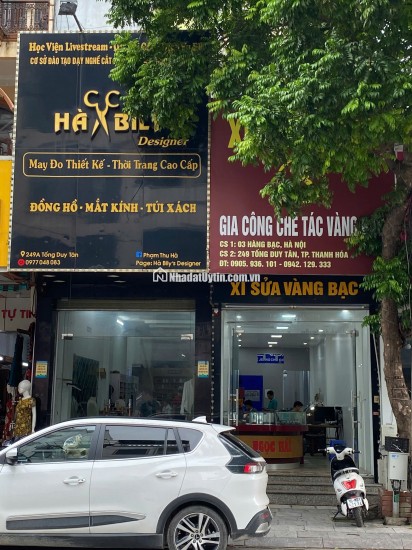 Học Viện Livestream
CƠ SỞ ĐÀO TẠO DẠY NGHỀ CẮT
HÀ BILY
Designer
May Đo Thiết Kế - Thời Trang Cao Cấp
ĐỒNG HỒ - MẮT KÍNH - TÚI XÁCH
249A Tống Duy Tân
0977 048 083
Phạm Thu Hà
Page: Hà Bily's Designer
GIA CÔNG CHẾ TÁC VÀNG
CS 1: 03 HÀNG BẠC, HÀ NỘI
CS 2: 249 TỐNG DUY TÂN, TP. THANH HÓA
ĐT: 0905. 936. 101 - 0942. 129. 333
NhadatUytin.com.vn
XI SỬA VÀNG BẠC
NGỌC HẢI